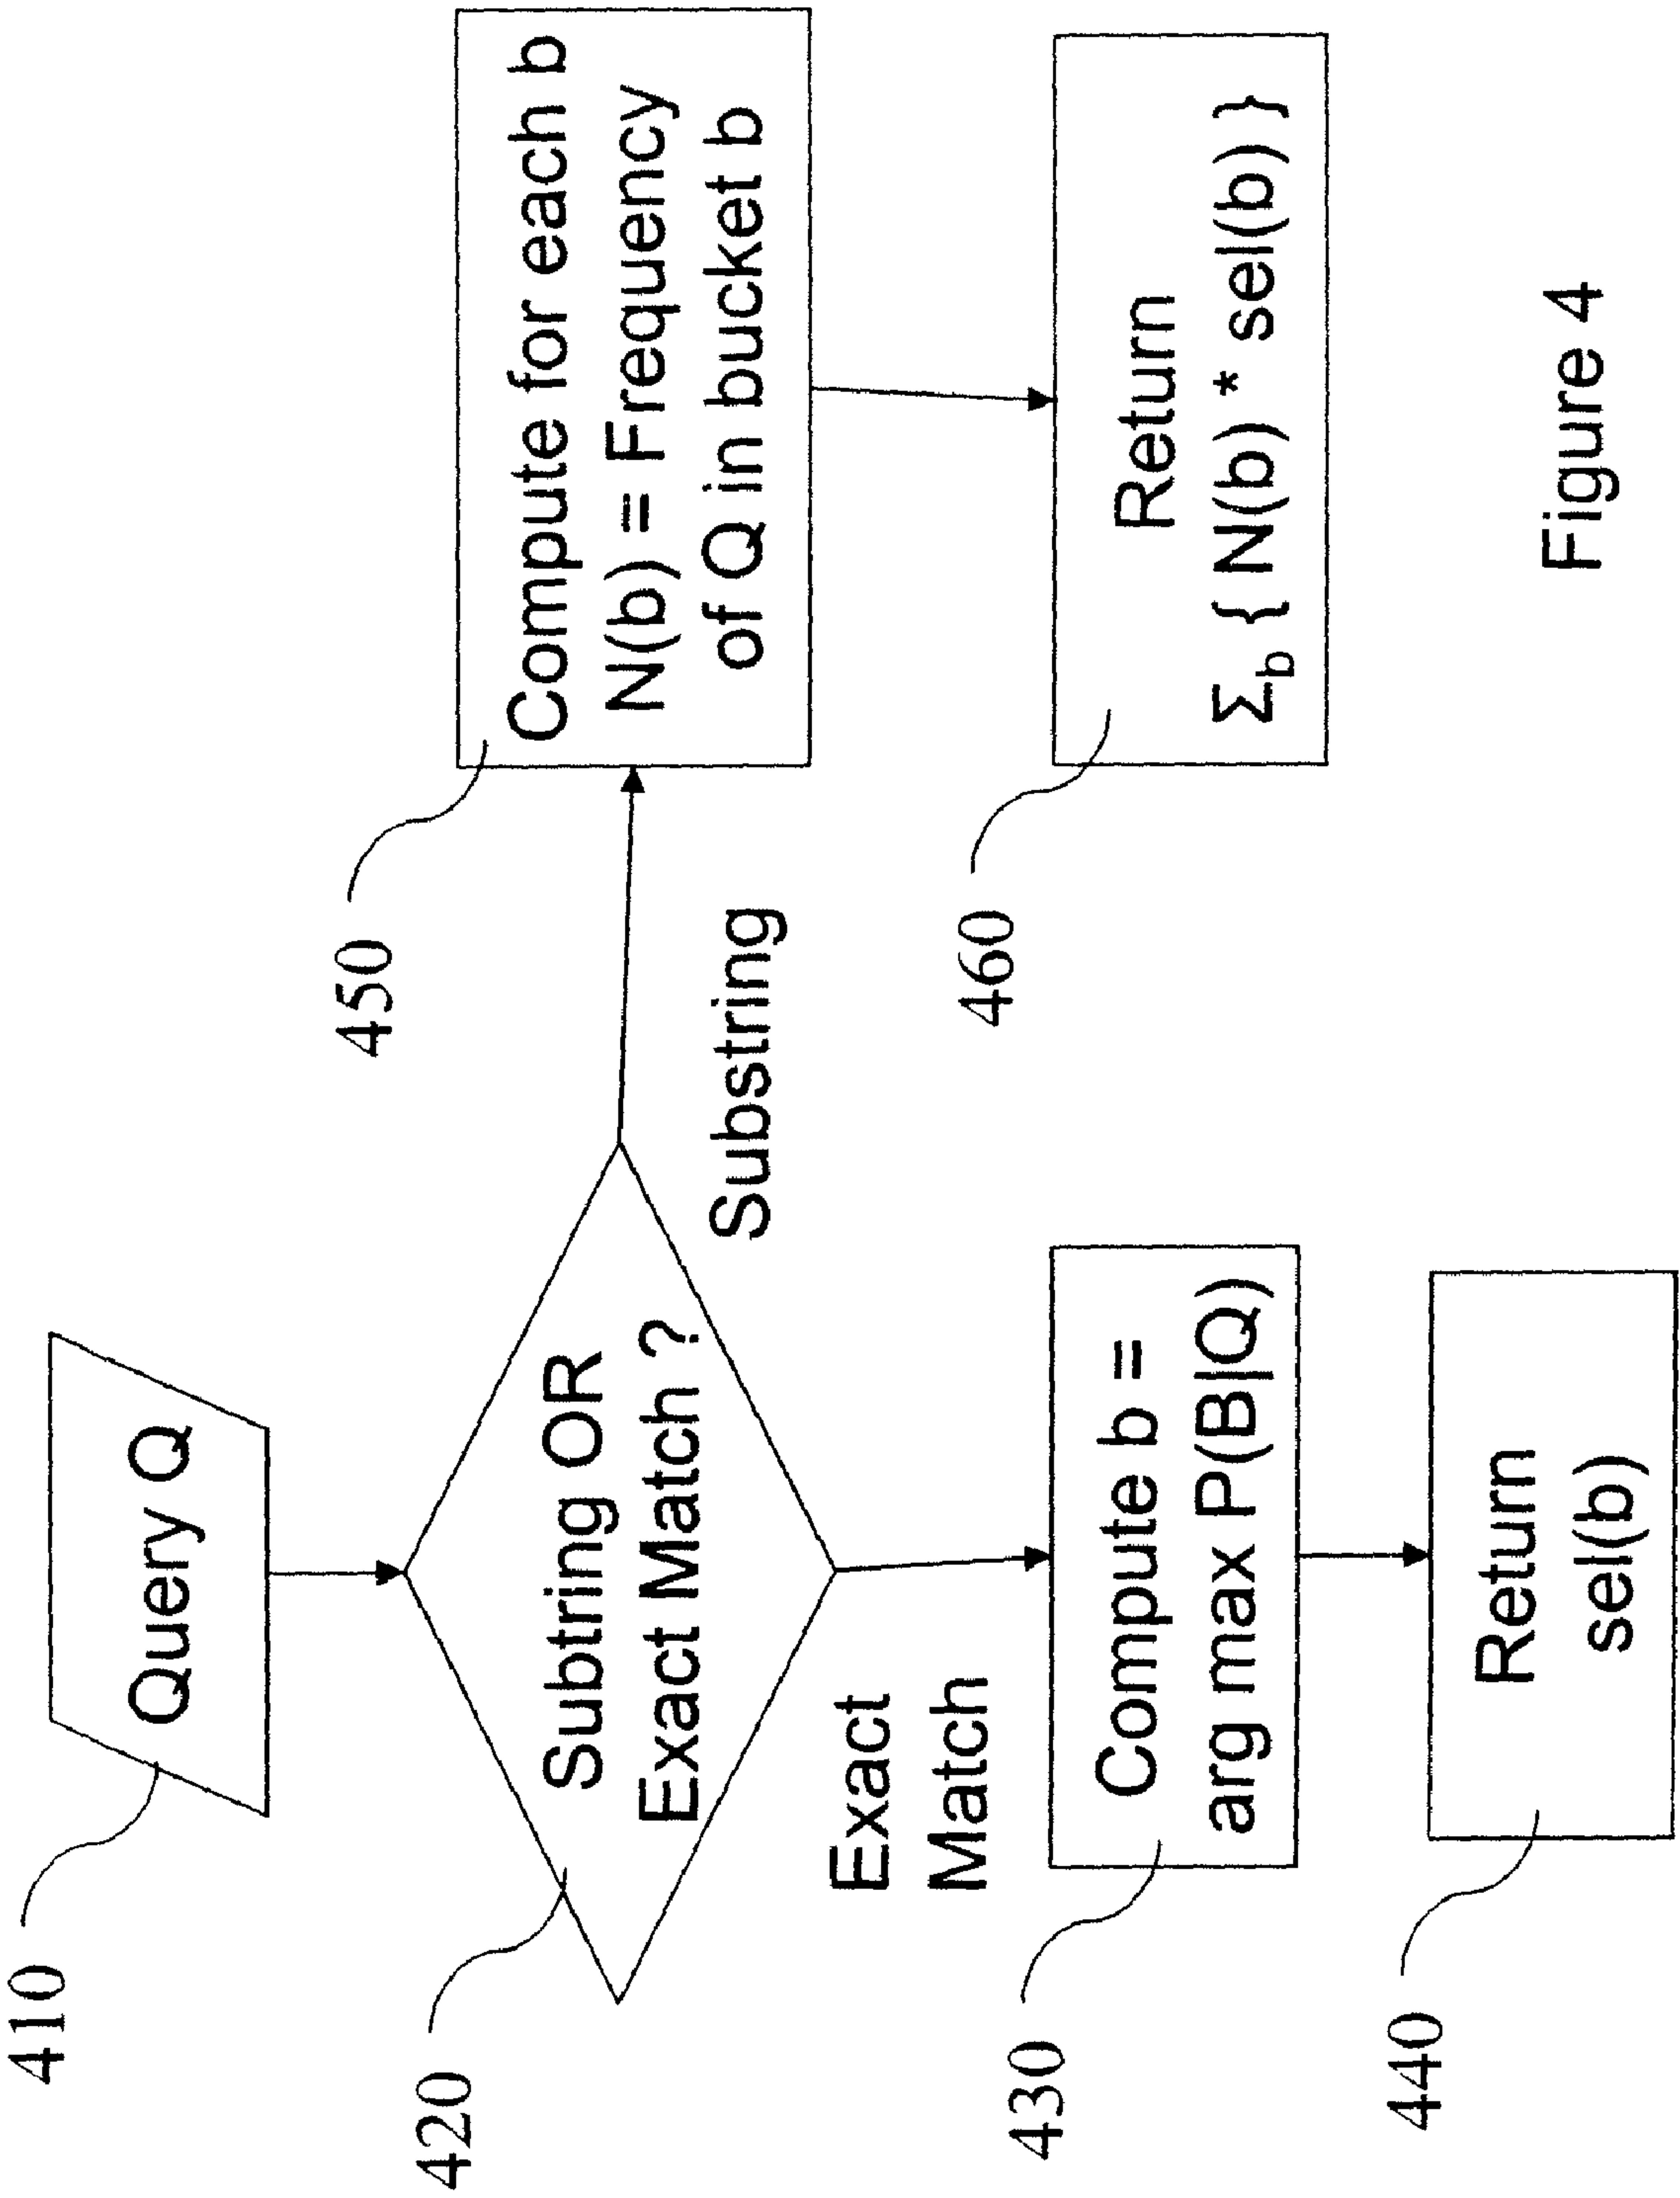 410
Query Q
420
Subtring OR
Exact Match ?
Substring
450
Compute for each b
N(b) = Frequency
of Q in bucket b
Exact
Match
430
Compute b =
arg max P(B|Q)
460
Return
Σb { N(b) * sel(b) }
440
Return
sel(b)
Figure 4